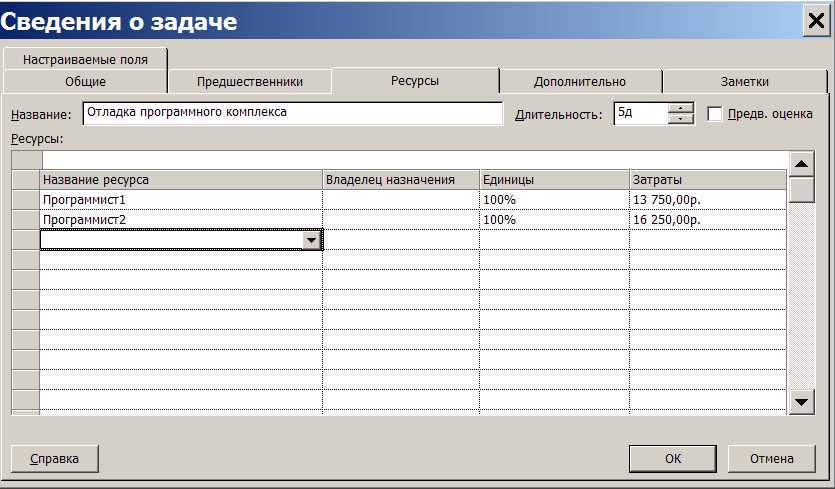 Сведения о задаче
Настраиваемые поля
Общие Предшественники Ресурсы Дополнительно Заметки
Название: Отладка программного комплекса Длительность: 5д Предв. оценка
Ресурсы:
Название ресурса Владелец назначения Единицы Затраты
Программист1 100% 13 750,00р.
Программист2 100% 16 250,00р.
Справка ОК Отмена